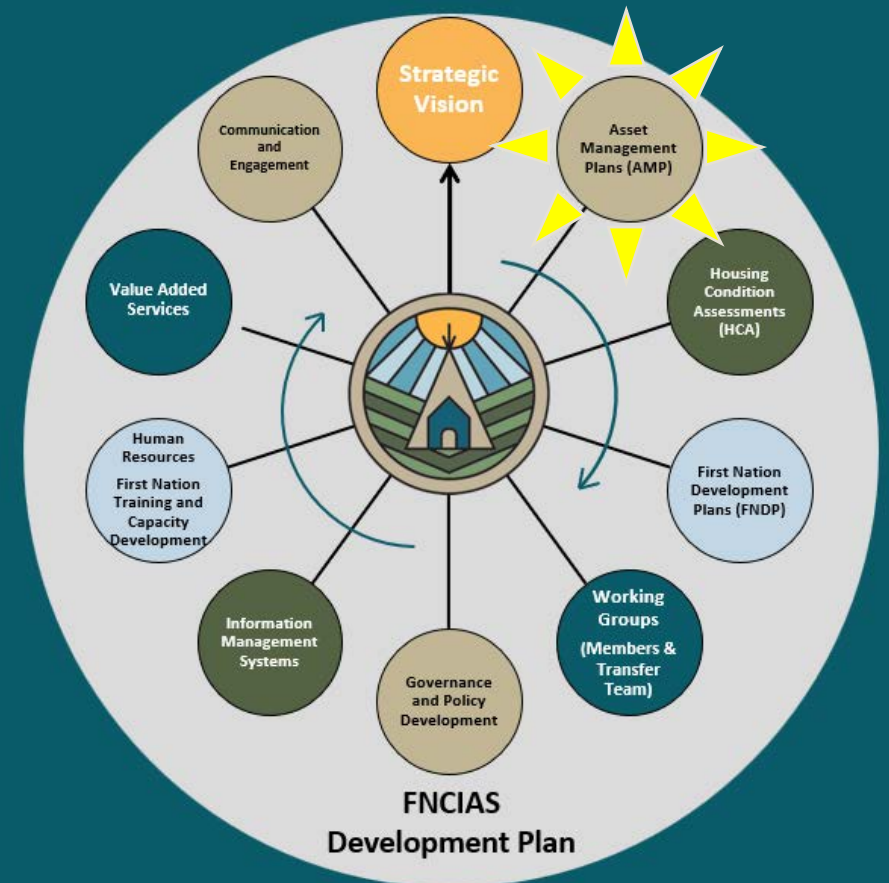 Strategic
Vision
Asset
Management
Plans (AMP)
Housing
Condition
Assessments
(HCA)
First Nation
Development
Plans (FNDP)
Working
Groups
(Members &
Transfer
Team)
Governance
and Policy
Development
Information
Management
Systems
Human
Resources
First Nation
Training and
Capacity
Development
Value Added
Services
Communication
and
Engagement
FNCIAS
Development Plan